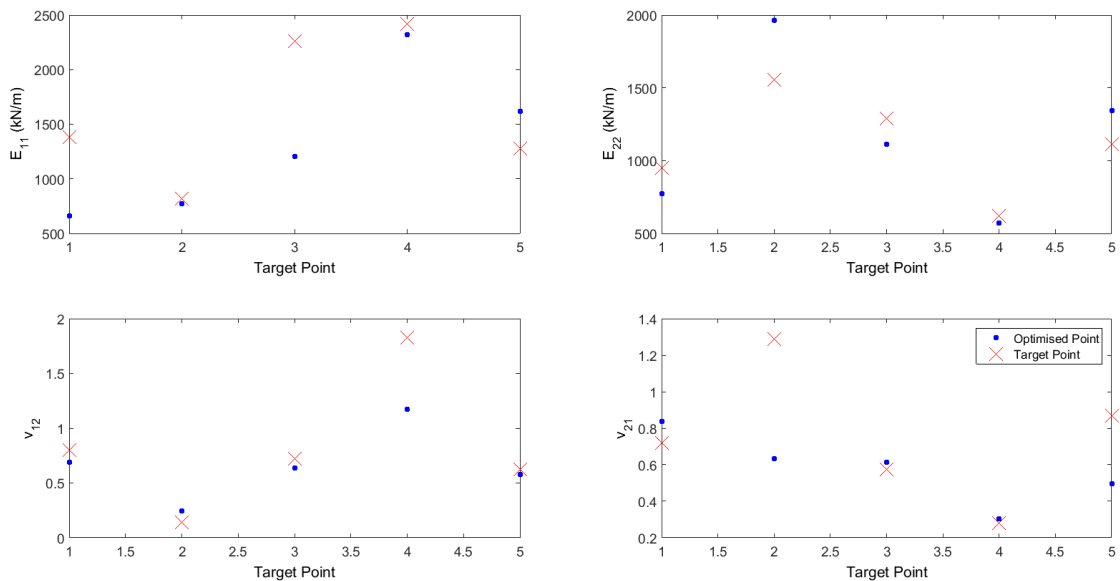 2500
2000
1500
1000
500
E11 (kN/m)
1 2 3 4 5
Target Point
2000
1500
1000
500
E22 (kN/m)
1 1.5 2 2.5 3 3.5 4 4.5 5
Target Point
2
1.5
1
0.5
0
v12
1 1.5 2 2.5 3 3.5 4 4.5 5
Target Point
1.4
1.2
1
0.8
0.6
0.4
0.2
v21
Optimised Point
Target Point
1 1.5 2 2.5 3 3.5 4 4.5 5
Target Point